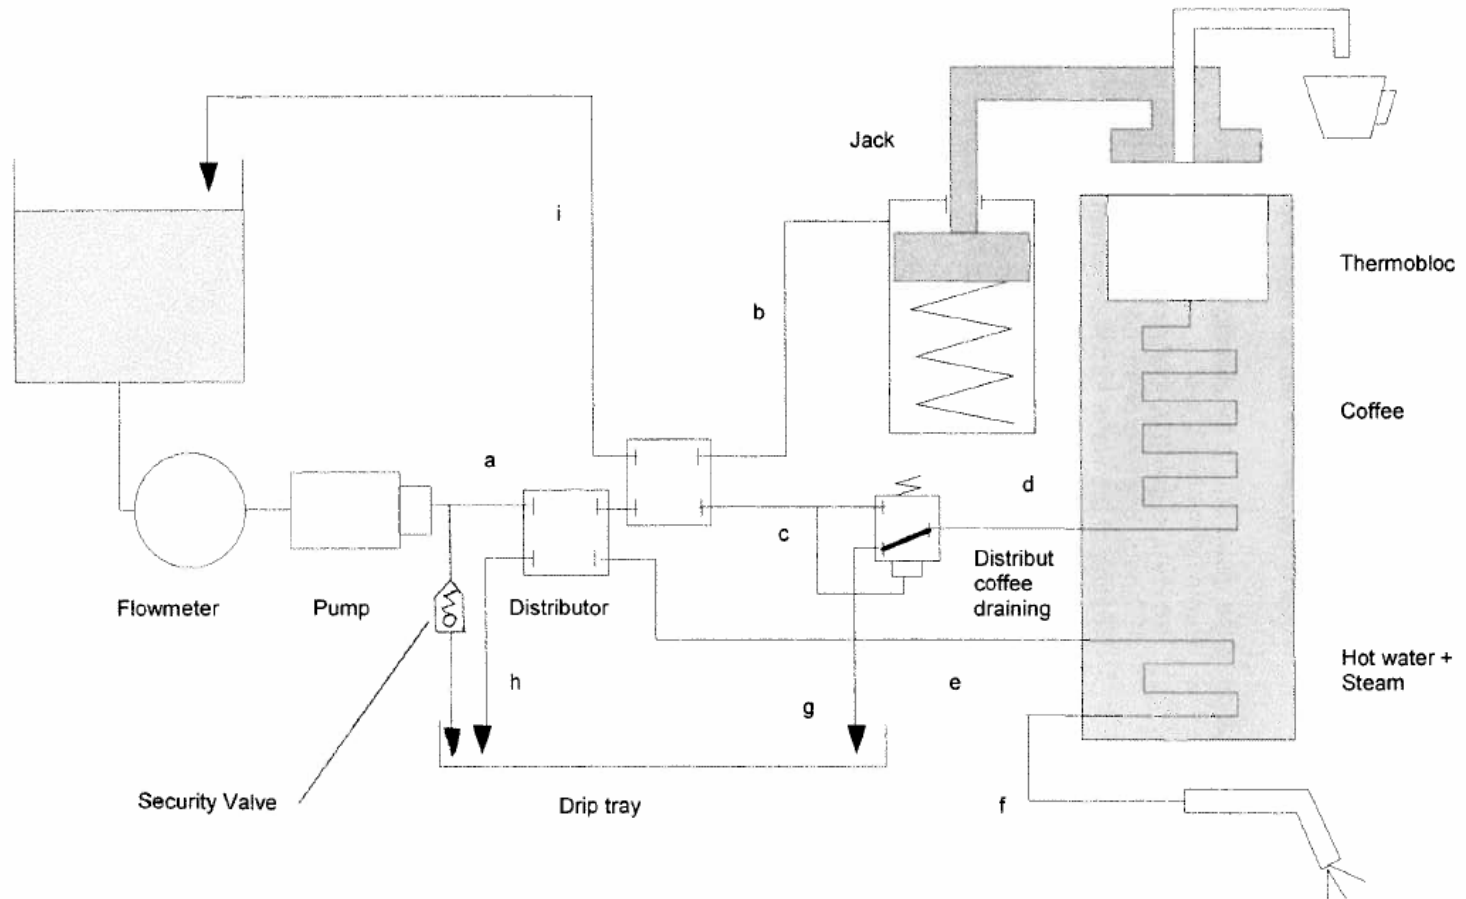 Jack
i
Thermobloc
b
Coffee
a
d
c
Distribut
coffee
draining
Flowmeter
Pump
Distributor
Hot water +
Steam
h
e
g
Security Valve
Drip tray
f